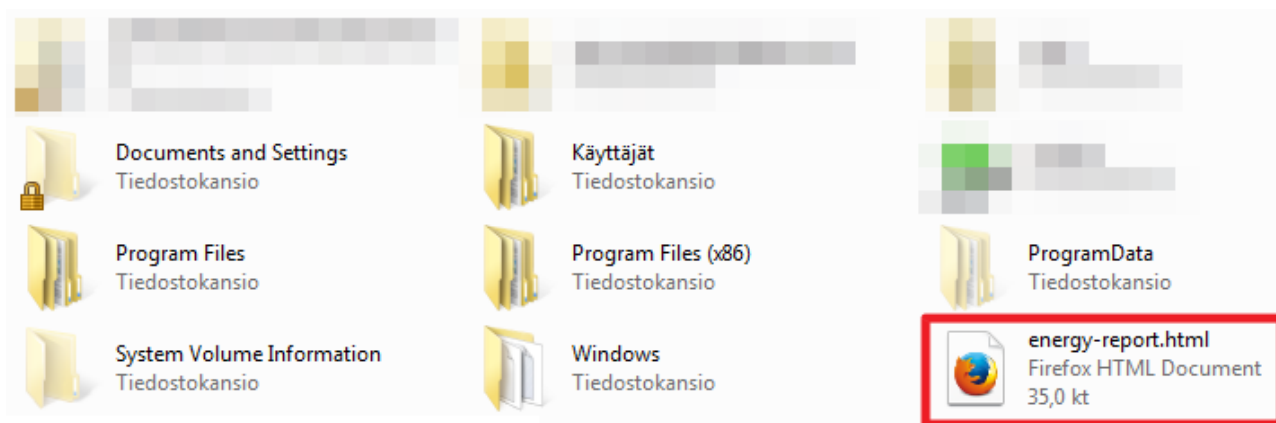 Documents and Settings
Tiedostokansio
Käyttäjät
Tiedostokansio
Program Files
Tiedostokansio
Program Files (x86)
Tiedostokansio
ProgramData
Tiedostokansio
System Volume Information
Tiedostokansio
Windows
Tiedostokansio
energy-report.html
Firefox HTML Document
35,0 kt